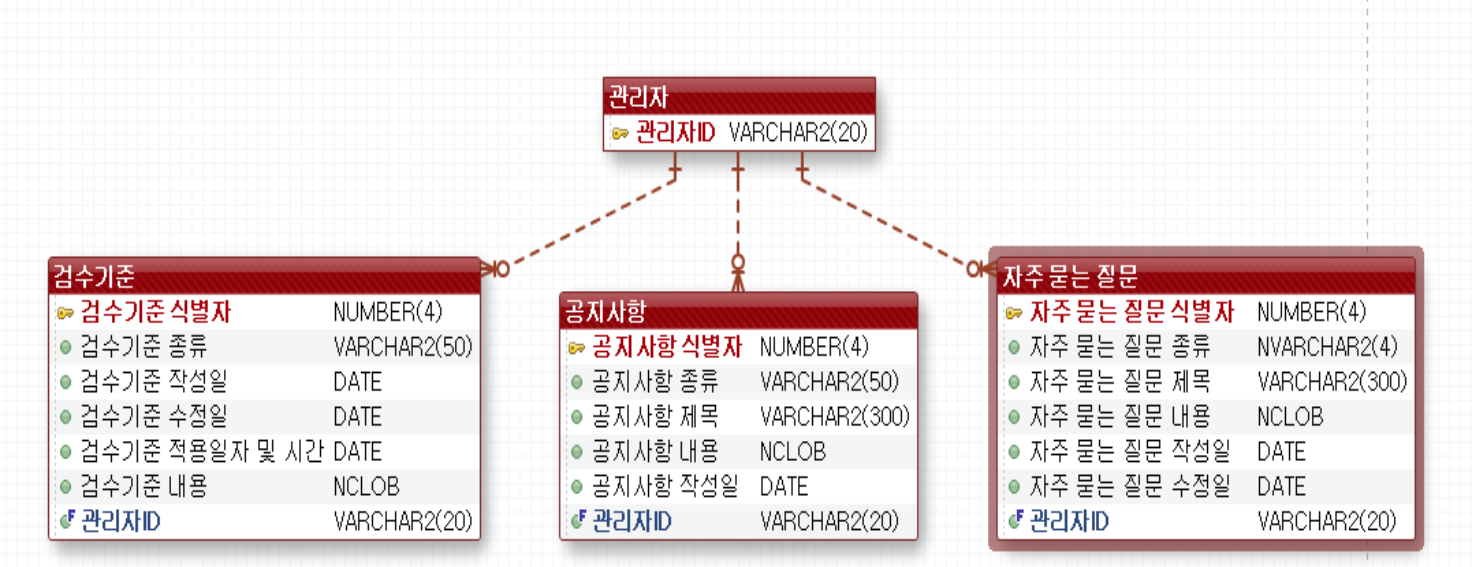 관리자
관리자ID VARCHAR2(20)
검수기준
검수기준 식별자 NUMBER(4)
검수기준 종류 VARCHAR2(50)
검수기준 작성일 DATE
검수기준 수정일 DATE
검수기준 적용일자 및 시간 DATE
검수기준 내용 NCLOB
관리자ID VARCHAR2(20)
공지사항
공지사항 식별자 NUMBER(4)
공지사항 종류 VARCHAR2(50)
공지사항 제목 VARCHAR2(300)
공지사항 내용 NCLOB
공지사항 작성일 DATE
관리자ID VARCHAR2(20)
자주 묻는 질문
자주 묻는 질문 식별자 NUMBER(4)
자주 묻는 질문 종류 NVARCHAR2(4)
자주 묻는 질문 제목 VARCHAR2(300)
자주 묻는 질문 내용 NCLOB
자주 묻는 질문 작성일 DATE
자주 묻는 질문 수정일 DATE
관리자ID VARCHAR2(20)